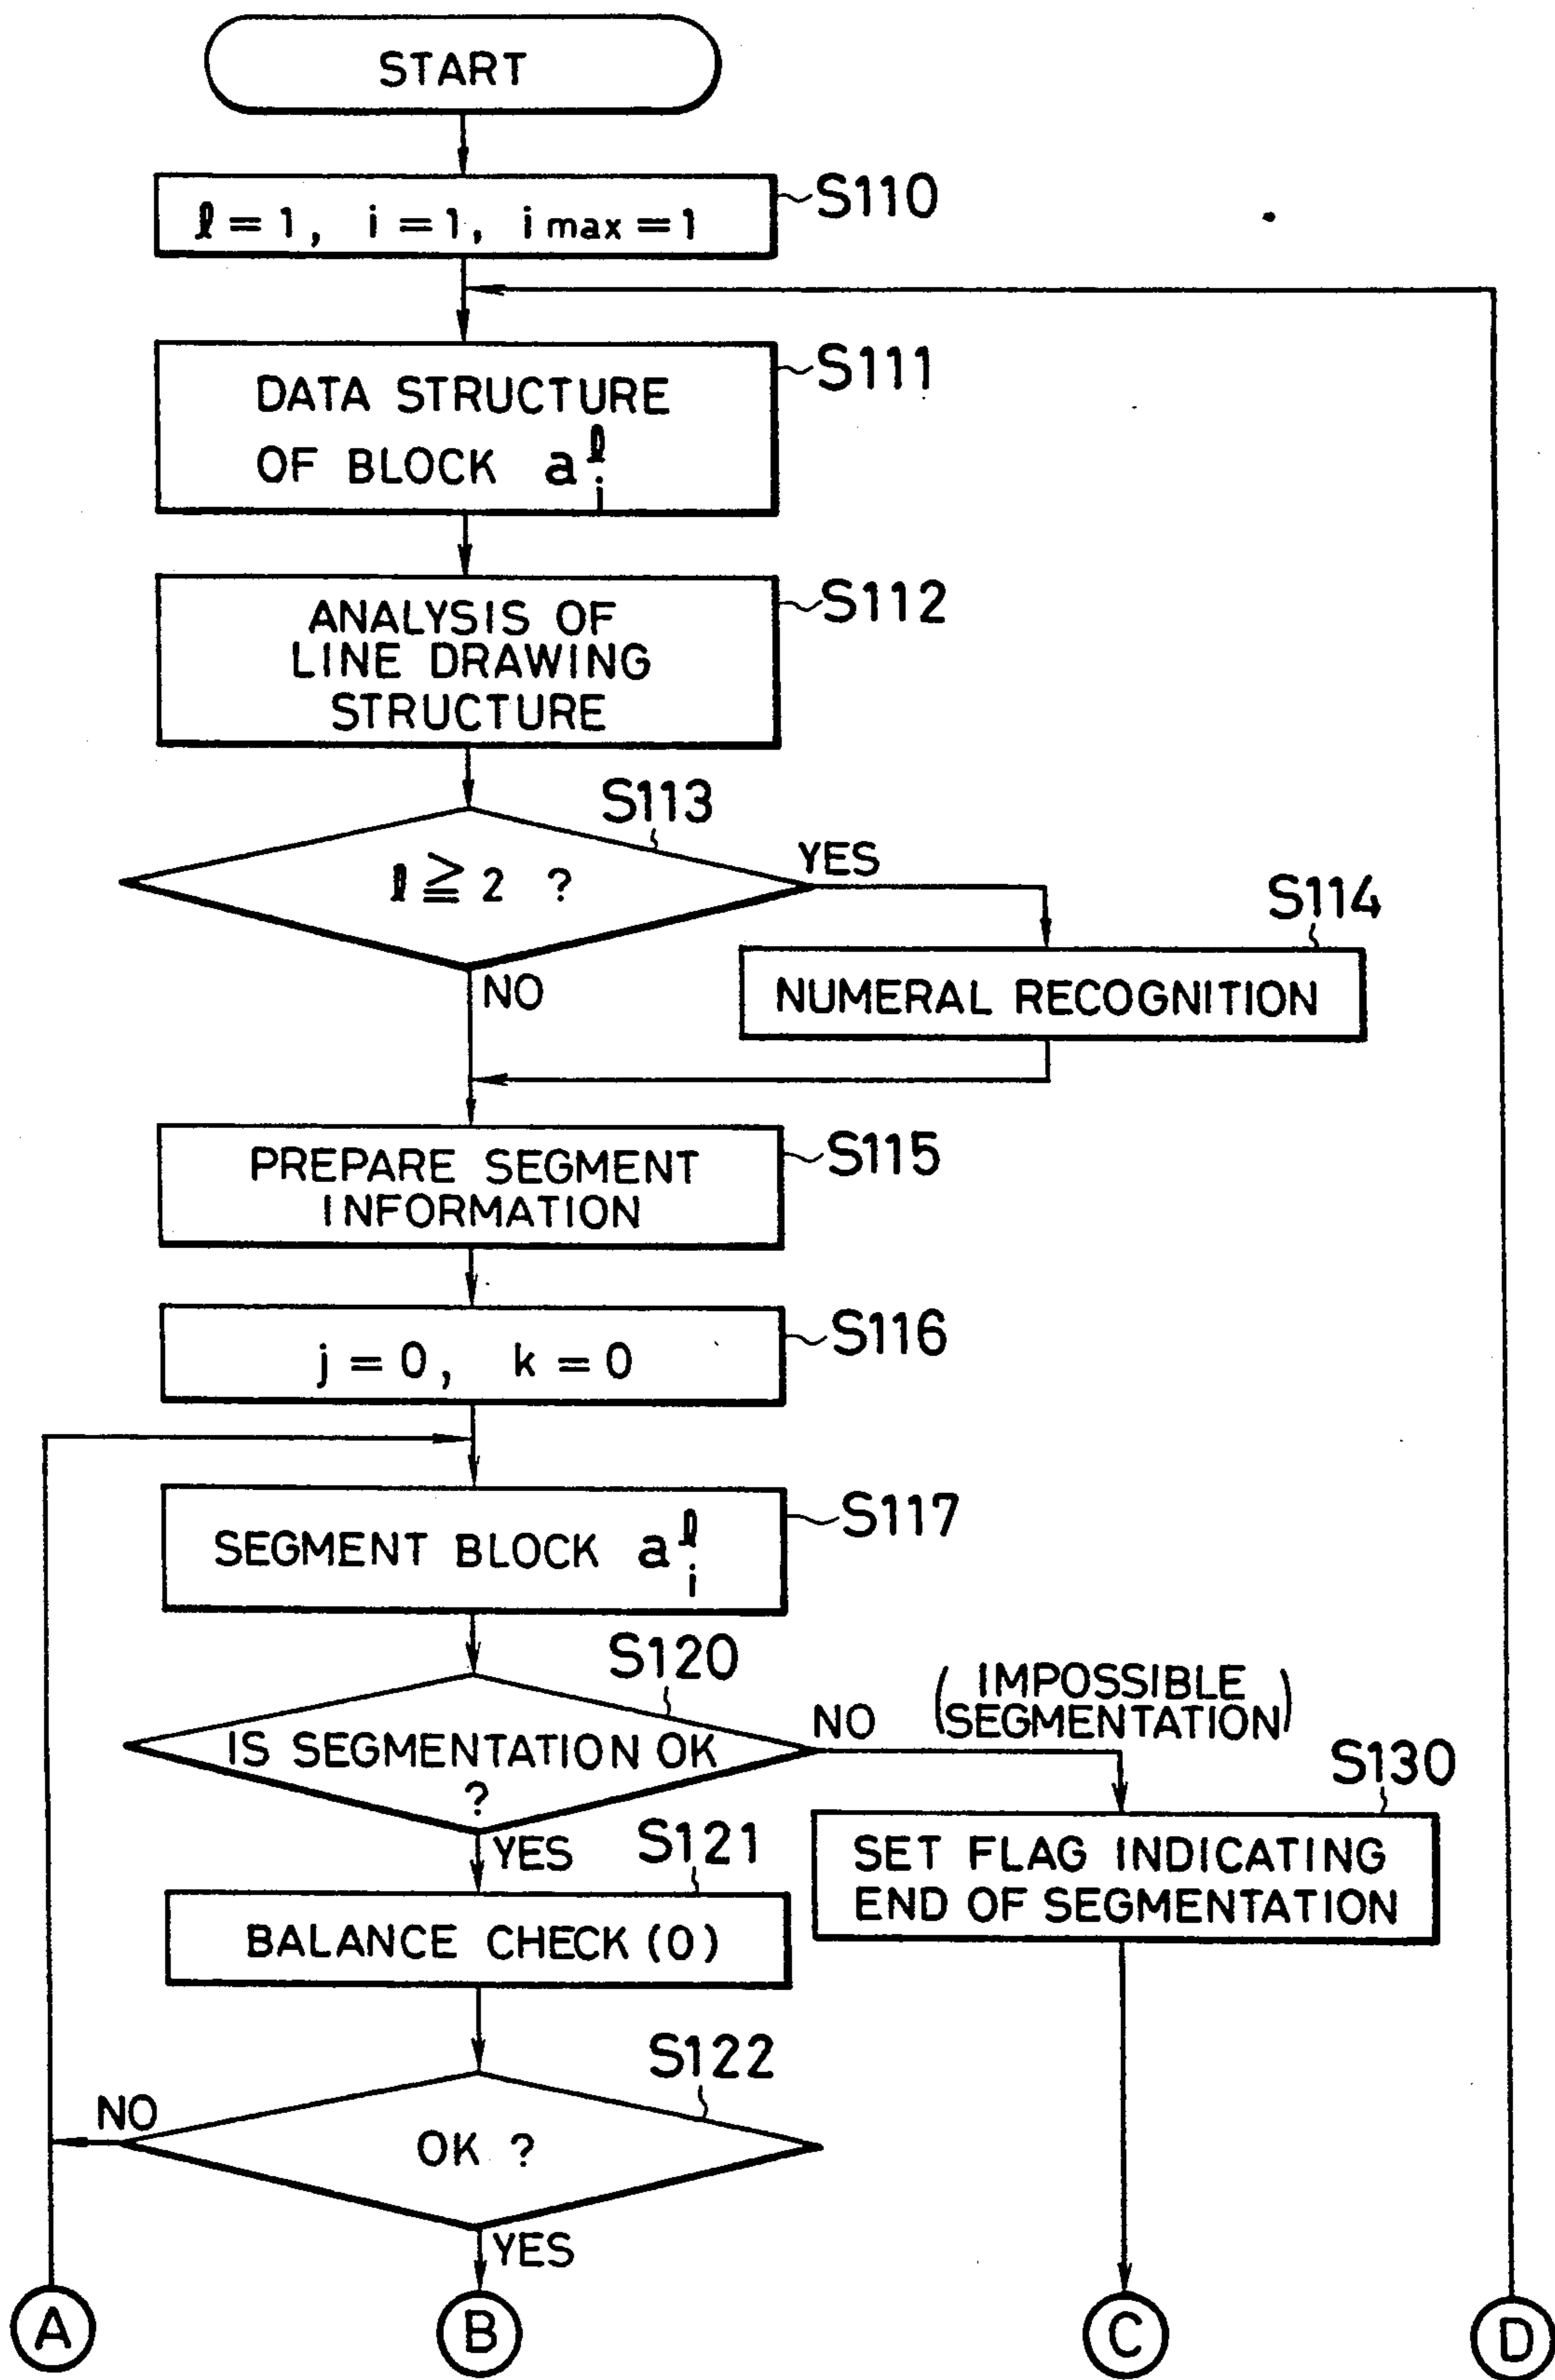 START
ℓ = 1, i = 1, i max = 1
S110
DATA STRUCTURE
OF BLOCK a^ℓ_i
S111
ANALYSIS OF
LINE DRAWING
STRUCTURE
S112
S113
ℓ ≧ 2 ?
YES
NO
S114
NUMERAL RECOGNITION
PREPARE SEGMENT
INFORMATION
S115
j = 0, k = 0
S116
SEGMENT BLOCK a^ℓ_i
S117
S120
IS SEGMENTATION OK
?
NO
(IMPOSSIBLE
SEGMENTATION)
YES
S130
SET FLAG INDICATING
END OF SEGMENTATION
S121
BALANCE CHECK (0)
S122
OK ?
NO
YES
A
B
C
D